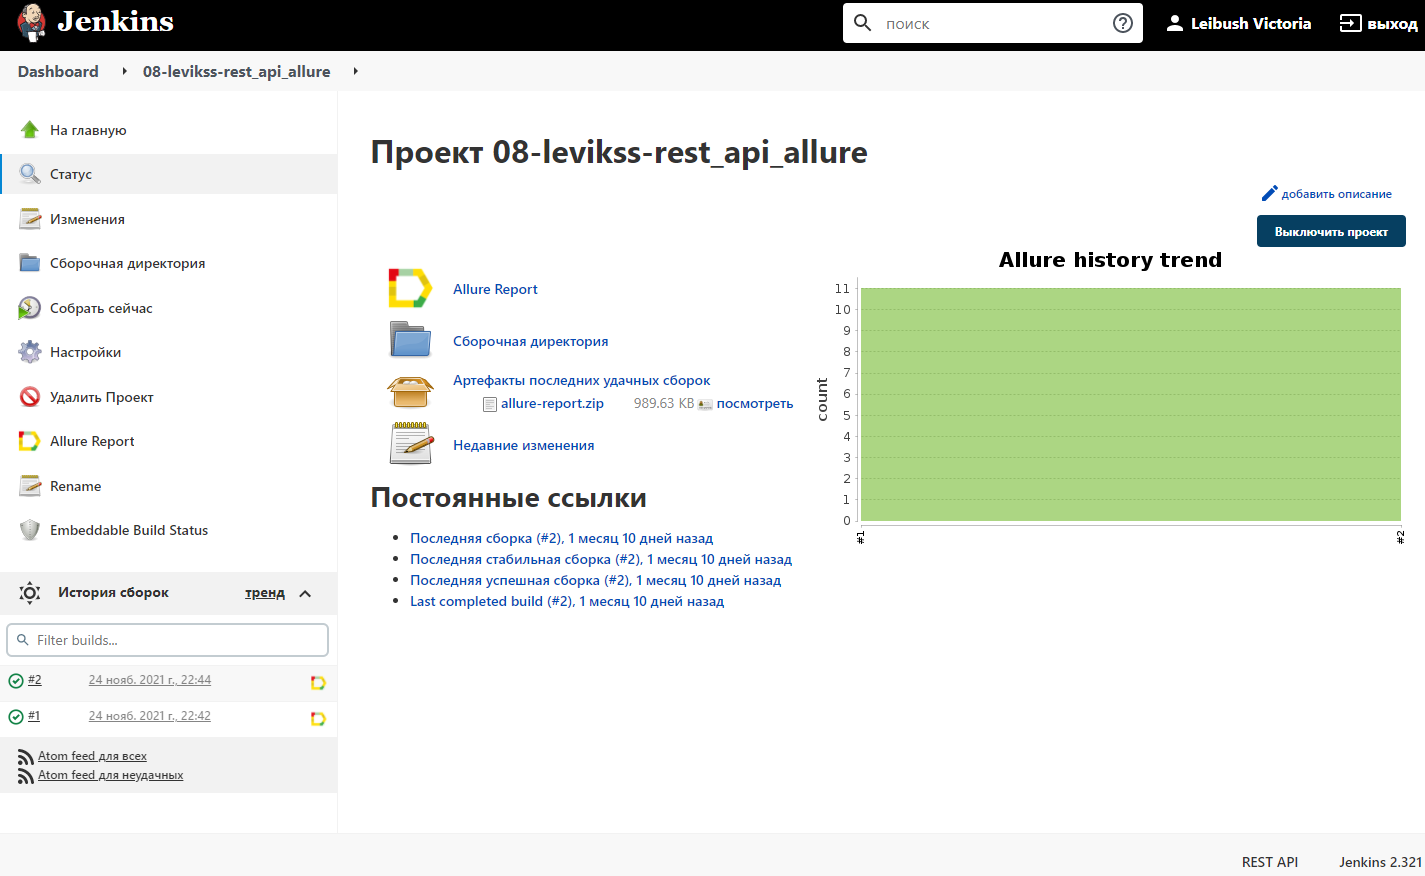 Jenkins
поиск
Leibush Victoria
выход
Dashboard
08-levikss-rest_api_allure
На главную
Статус
Изменения
Сборочная директория
Собрать сейчас
Настройки
Удалить Проект
Allure Report
Rename
Embeddable Build Status
История сборок
тренд
Filter builds...
#2 24 нояб. 2021 г., 22:44
#1 24 нояб. 2021 г., 22:42
Atom feed для всех
Atom feed для неудачных
Проект 08-levikss-rest_api_allure
добавить описание
Выключить проект
Allure Report
Сборочная директория
Артефакты последних удачных сборок
allure-report.zip 989.63 KB посмотреть
Недавние изменения
Постоянные ссылки
Последняя сборка (#2), 1 месяц 10 дней назад
Последняя стабильная сборка (#2), 1 месяц 10 дней назад
Последняя успешная сборка (#2), 1 месяц 10 дней назад
Last completed build (#2), 1 месяц 10 дней назад
Allure history trend
count
11
10
9
8
7
6
5
4
3
2
1
0
#1
#2
REST API
Jenkins 2.321